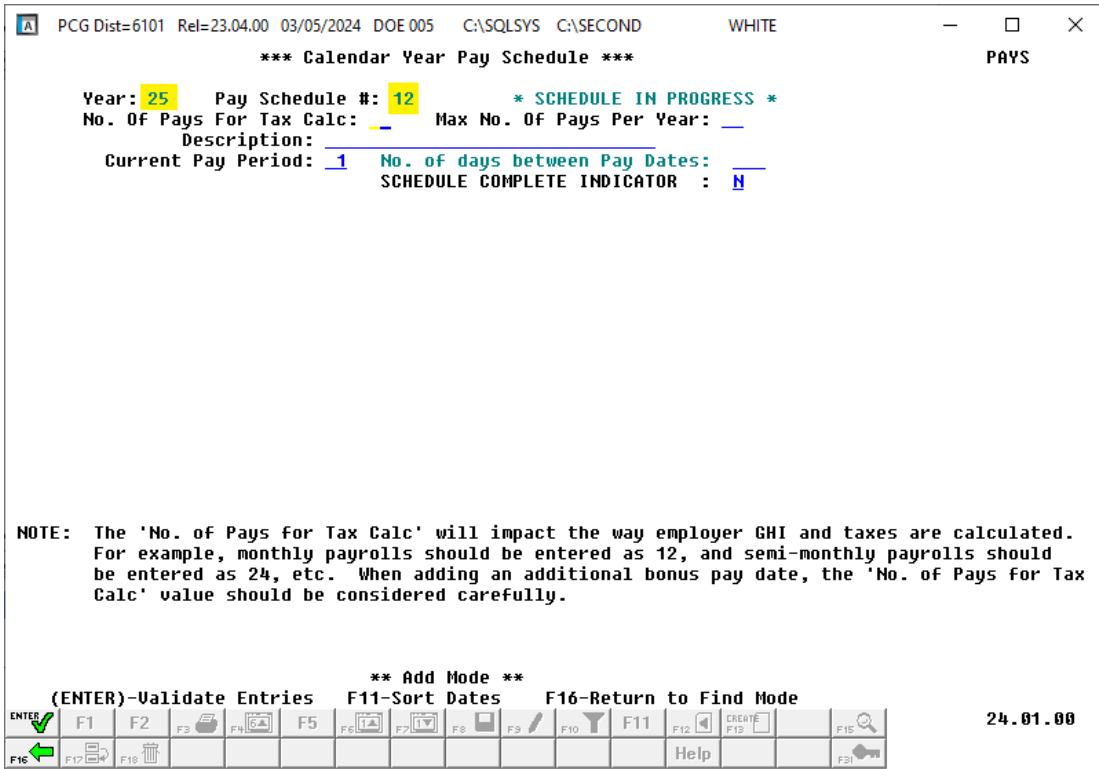 A PCG Dist=6101 Rel=23.04.00 03/05/2024 DOE 005 C:\SQLSYS C:\SECOND WHITE
*** Calendar Year Pay Schedule *** PAYS
Year: 25 Pay Schedule #: 12 * SCHEDULE IN PROGRESS *
No. Of Pays For Tax Calc: __ Max No. Of Pays Per Year: __
Description: ______________________________
Current Pay Period: _1 No. of days between Pay Dates: ___
SCHEDULE COMPLETE INDICATOR : N
NOTE: The 'No. of Pays for Tax Calc' will impact the way employer GHI and taxes are calculated.
For example, monthly payrolls should be entered as 12, and semi-monthly payrolls should
be entered as 24, etc. When adding an additional bonus pay date, the 'No. of Pays for Tax
Calc' value should be considered carefully.
** Add Mode **
(ENTER)-Validate Entries F11-Sort Dates F16-Return to Find Mode
ENTER F1 F2 F3 F4 6 F5 F6 1 F7 1 F8 F9 F10 F11 F12 CREATE F13 F15 24.01.00
F16 F17 F18 Help F31